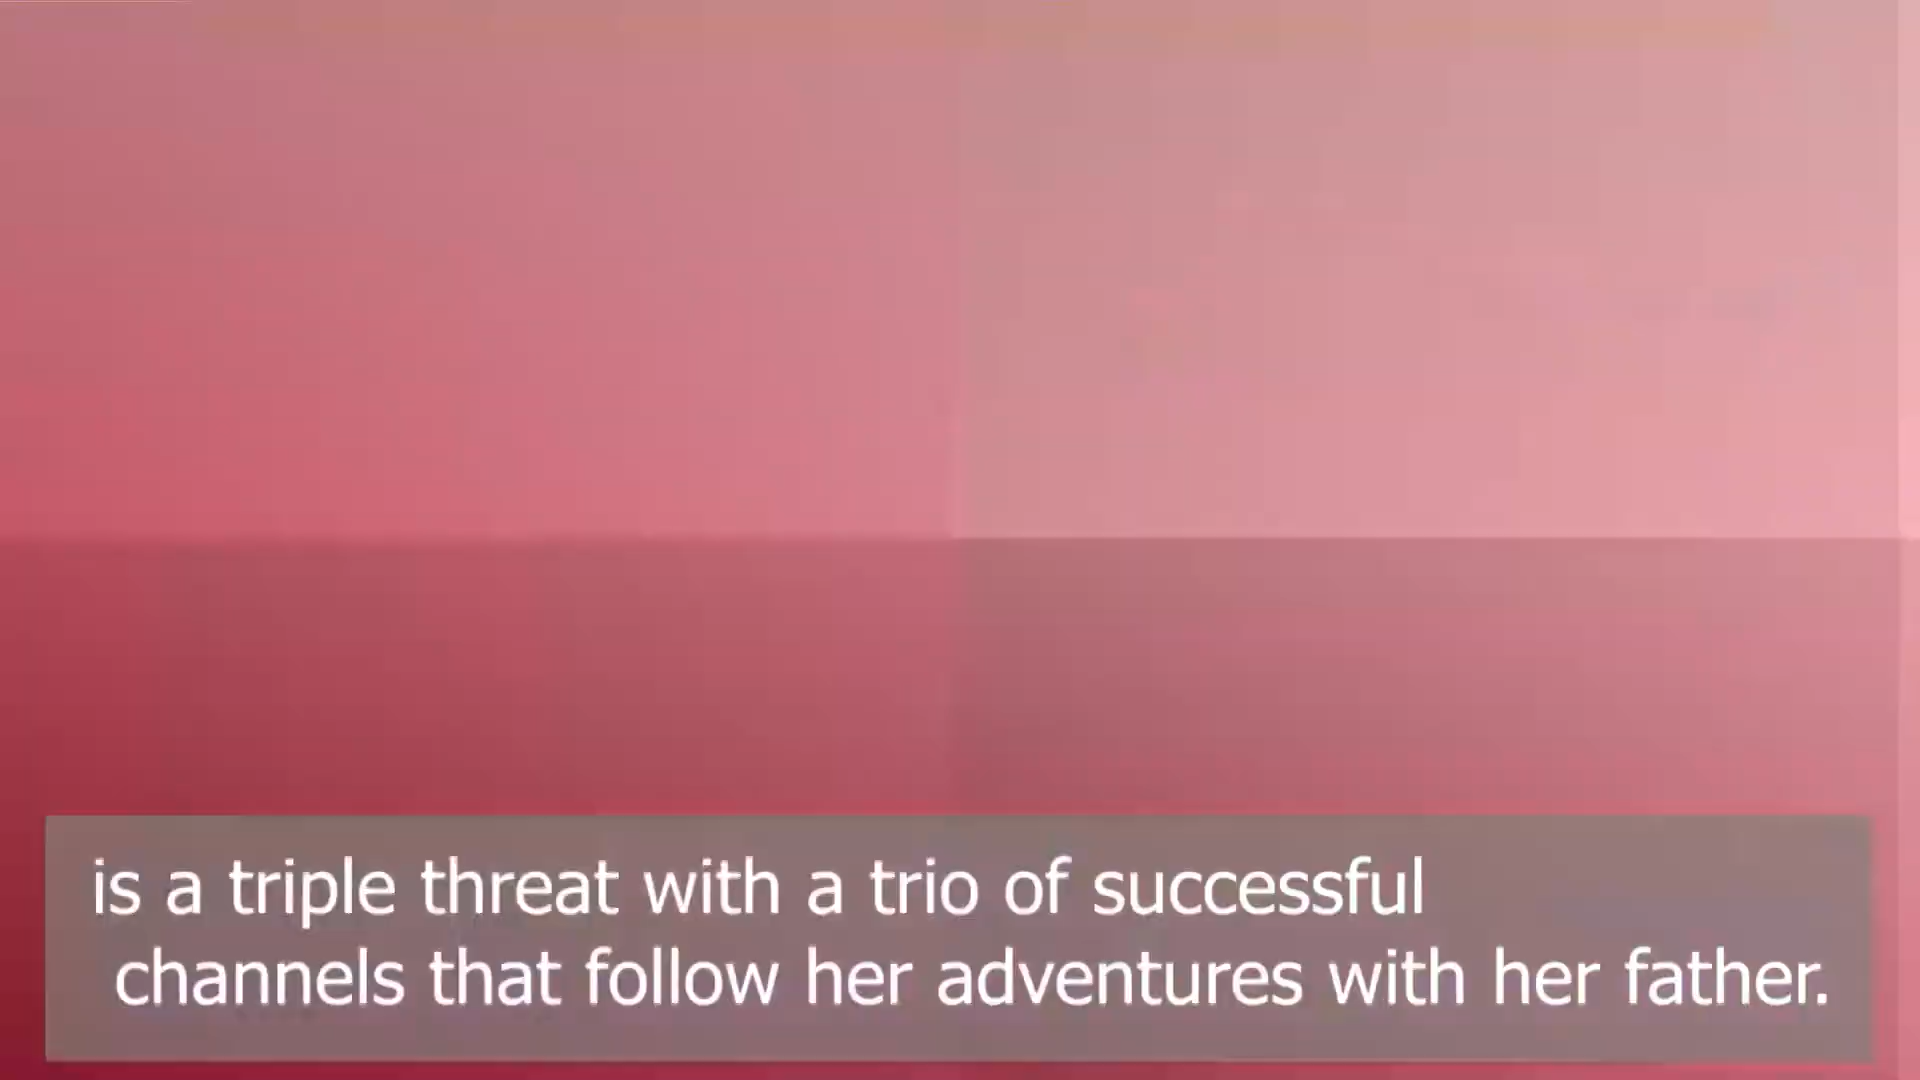 is a triple threat with a trio of successful
channels that follow her adventures with her father.